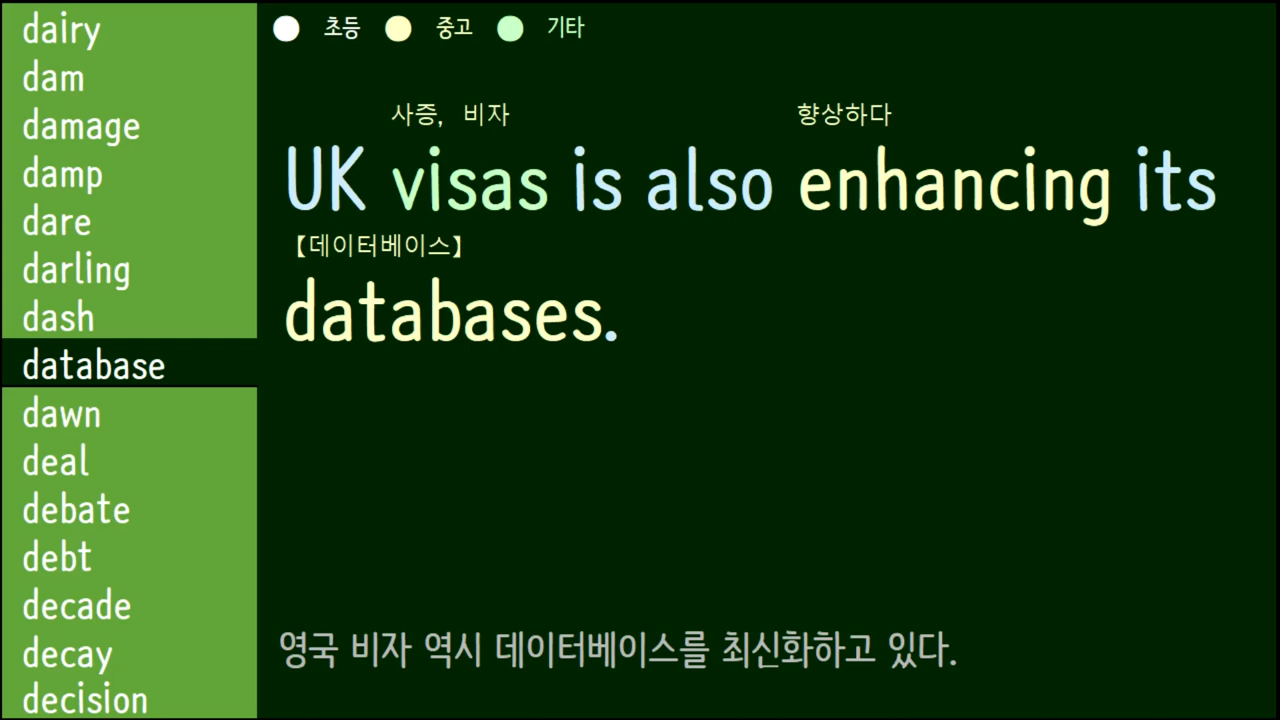 dairy
dam
damage
damp
dare
darling
dash
database
dawn
deal
debate
debt
decade
decay
decision
초등 중고 기타
사증, 비자 향상하다
UK visas is also enhancing its
【데이터베이스】
databases.
영국 비자 역시 데이터베이스를 최신화하고 있다.